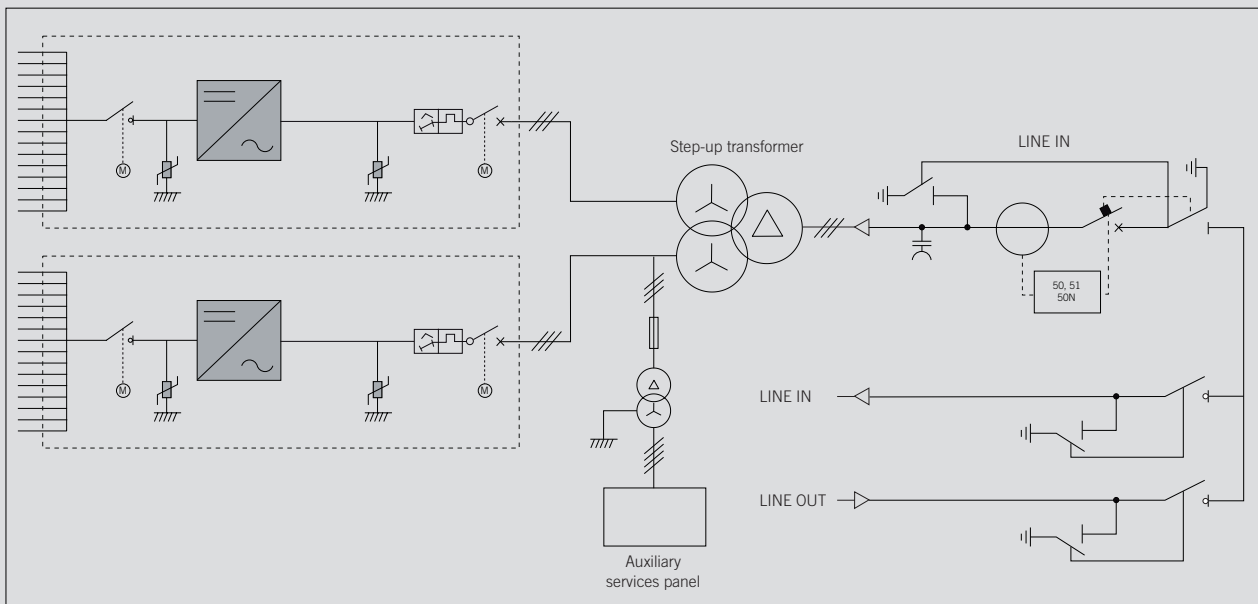 LINE IN
Step-up transformer
M
M
50, 51
50N
M
M
LINE IN
LINE OUT
Auxiliary
services panel